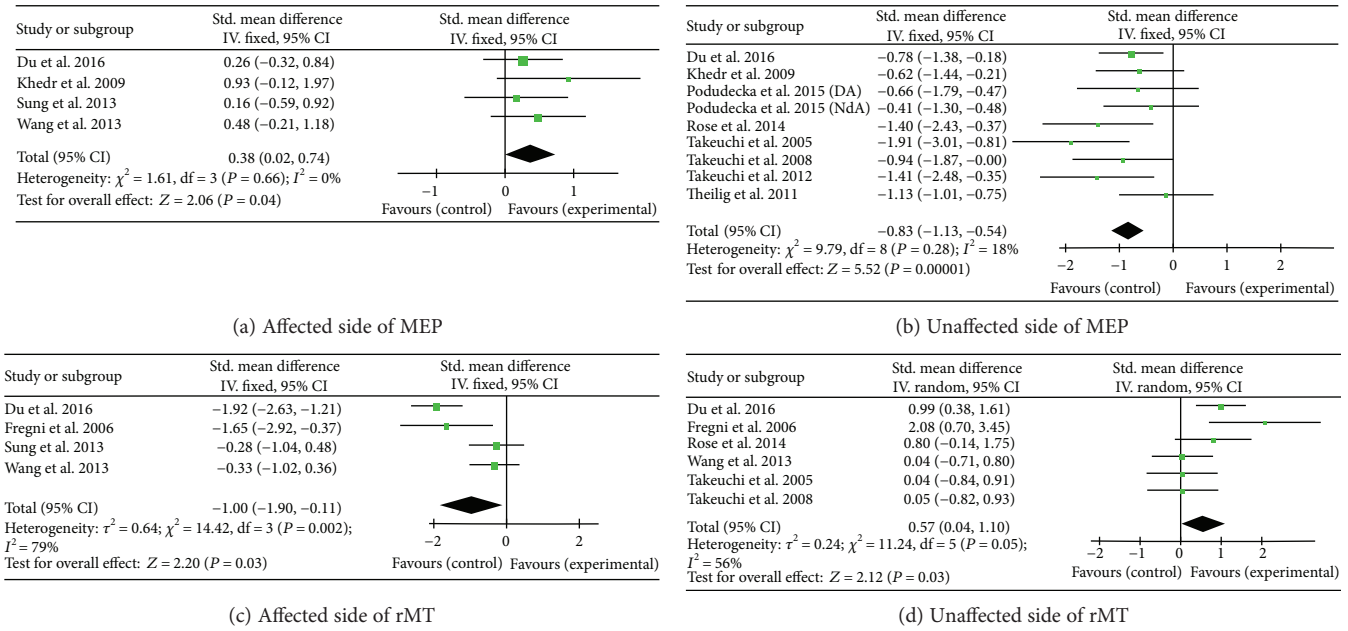 Study or subgroup
Std. mean difference
IV. fixed, 95% CI
Std. mean difference
IV. fixed, 95% CI
Du et al. 2016 0.26 (−0.32, 0.84)
Khedr et al. 2009 0.93 (−0.12, 1.97)
Sung et al. 2013 0.16 (−0.59, 0.92)
Wang et al. 2013 0.48 (−0.21, 1.18)
Total (95% CI) 0.38 (0.02, 0.74)
Heterogeneity: χ² = 1.61, df = 3 (P = 0.66); I² = 0%
Test for overall effect: Z = 2.06 (P = 0.04)
−1 0 1
Favours (control) Favours (experimental)
(a) Affected side of MEP
Study or subgroup
Std. mean difference
IV. fixed, 95% CI
Std. mean difference
IV. fixed, 95% CI
Du et al. 2016 −0.78 (−1.38, −0.18)
Khedr et al. 2009 −0.62 (−1.44, −0.21)
Podudecka et al. 2015 (DA) −0.66 (−1.79, −0.47)
Podudecka et al. 2015 (NdA) −0.41 (−1.30, −0.48)
Rose et al. 2014 −1.40 (−2.43, −0.37)
Takeuchi et al. 2005 −1.91 (−3.01, −0.81)
Takeuchi et al. 2008 −0.94 (−1.87, −0.00)
Takeuchi et al. 2012 −1.41 (−2.48, −0.35)
Theilig et al. 2011 −1.13 (−1.01, −0.75)
Total (95% CI) −0.83 (−1.13, −0.54)
Heterogeneity: χ² = 9.79, df = 8 (P = 0.28); I² = 18%
Test for overall effect: Z = 5.52 (P = 0.00001)
−2 −1 0 1 2
Favours (control) Favours (experimental)
(b) Unaffected side of MEP
Study or subgroup
Std. mean difference
IV. fixed, 95% CI
Std. mean difference
IV. fixed, 95% CI
Du et al. 2016 −1.92 (−2.63, −1.21)
Fregni et al. 2006 −1.65 (−2.92, −0.37)
Sung et al. 2013 −0.28 (−1.04, 0.48)
Wang et al. 2013 −0.33 (−1.02, 0.36)
Total (95% CI) −1.00 (−1.90, −0.11)
Heterogeneity: τ² = 0.64; χ² = 14.42, df = 3 (P = 0.002);
I² = 79%
Test for overall effect: Z = 2.20 (P = 0.03)
−2 0 2
Favours (control) Favours (experimental)
(c) Affected side of rMT
Study or subgroup
Std. mean difference
IV. random, 95% CI
Std. mean difference
IV. random, 95% CI
Du et al. 2016 0.99 (0.38, 1.61)
Fregni et al. 2006 2.08 (0.70, 3.45)
Rose et al. 2014 0.80 (−0.14, 1.75)
Wang et al. 2013 0.04 (−0.71, 0.80)
Takeuchi et al. 2005 0.04 (−0.84, 0.91)
Takeuchi et al. 2008 0.05 (−0.82, 0.93)
Total (95% CI) 0.57 (0.04, 1.10)
Heterogeneity: τ² = 0.24; χ² = 11.24, df = 5 (P = 0.05);
I² = 56%
Test for overall effect: Z = 2.12 (P = 0.03)
−2 −2 0 1 2
Favours (control) Favours (experimental)
(d) Unaffected side of rMT